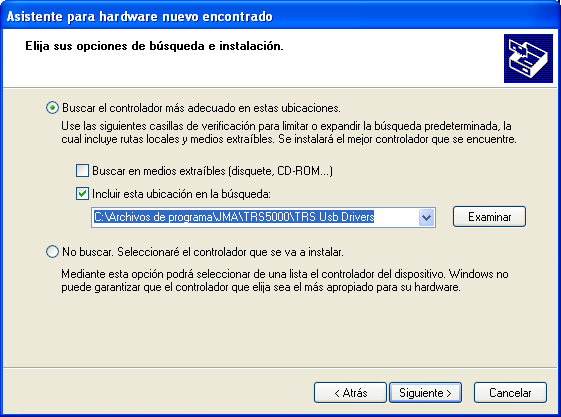 Asistente para hardware nuevo encontrado
Elija sus opciones de búsqueda e instalación.
Buscar el controlador más adecuado en estas ubicaciones.
Use las siguientes casillas de verificación para limitar o expandir la búsqueda predeterminada, la
cual incluye rutas locales y medios extraíbles. Se instalará el mejor controlador que se encuentre.
Buscar en medios extraíbles (disquete, CD-ROM...)
Incluir esta ubicación en la búsqueda:
C:\Archivos de programa\JMA\TRS5000\TRS Usb Drivers
Examinar
No buscar. Seleccionaré el controlador que se va a instalar.
Mediante esta opción podrá seleccionar de una lista el controlador del dispositivo. Windows no
puede garantizar que el controlador que elija sea el más apropiado para su hardware.
< Atrás
Siguiente >
Cancelar